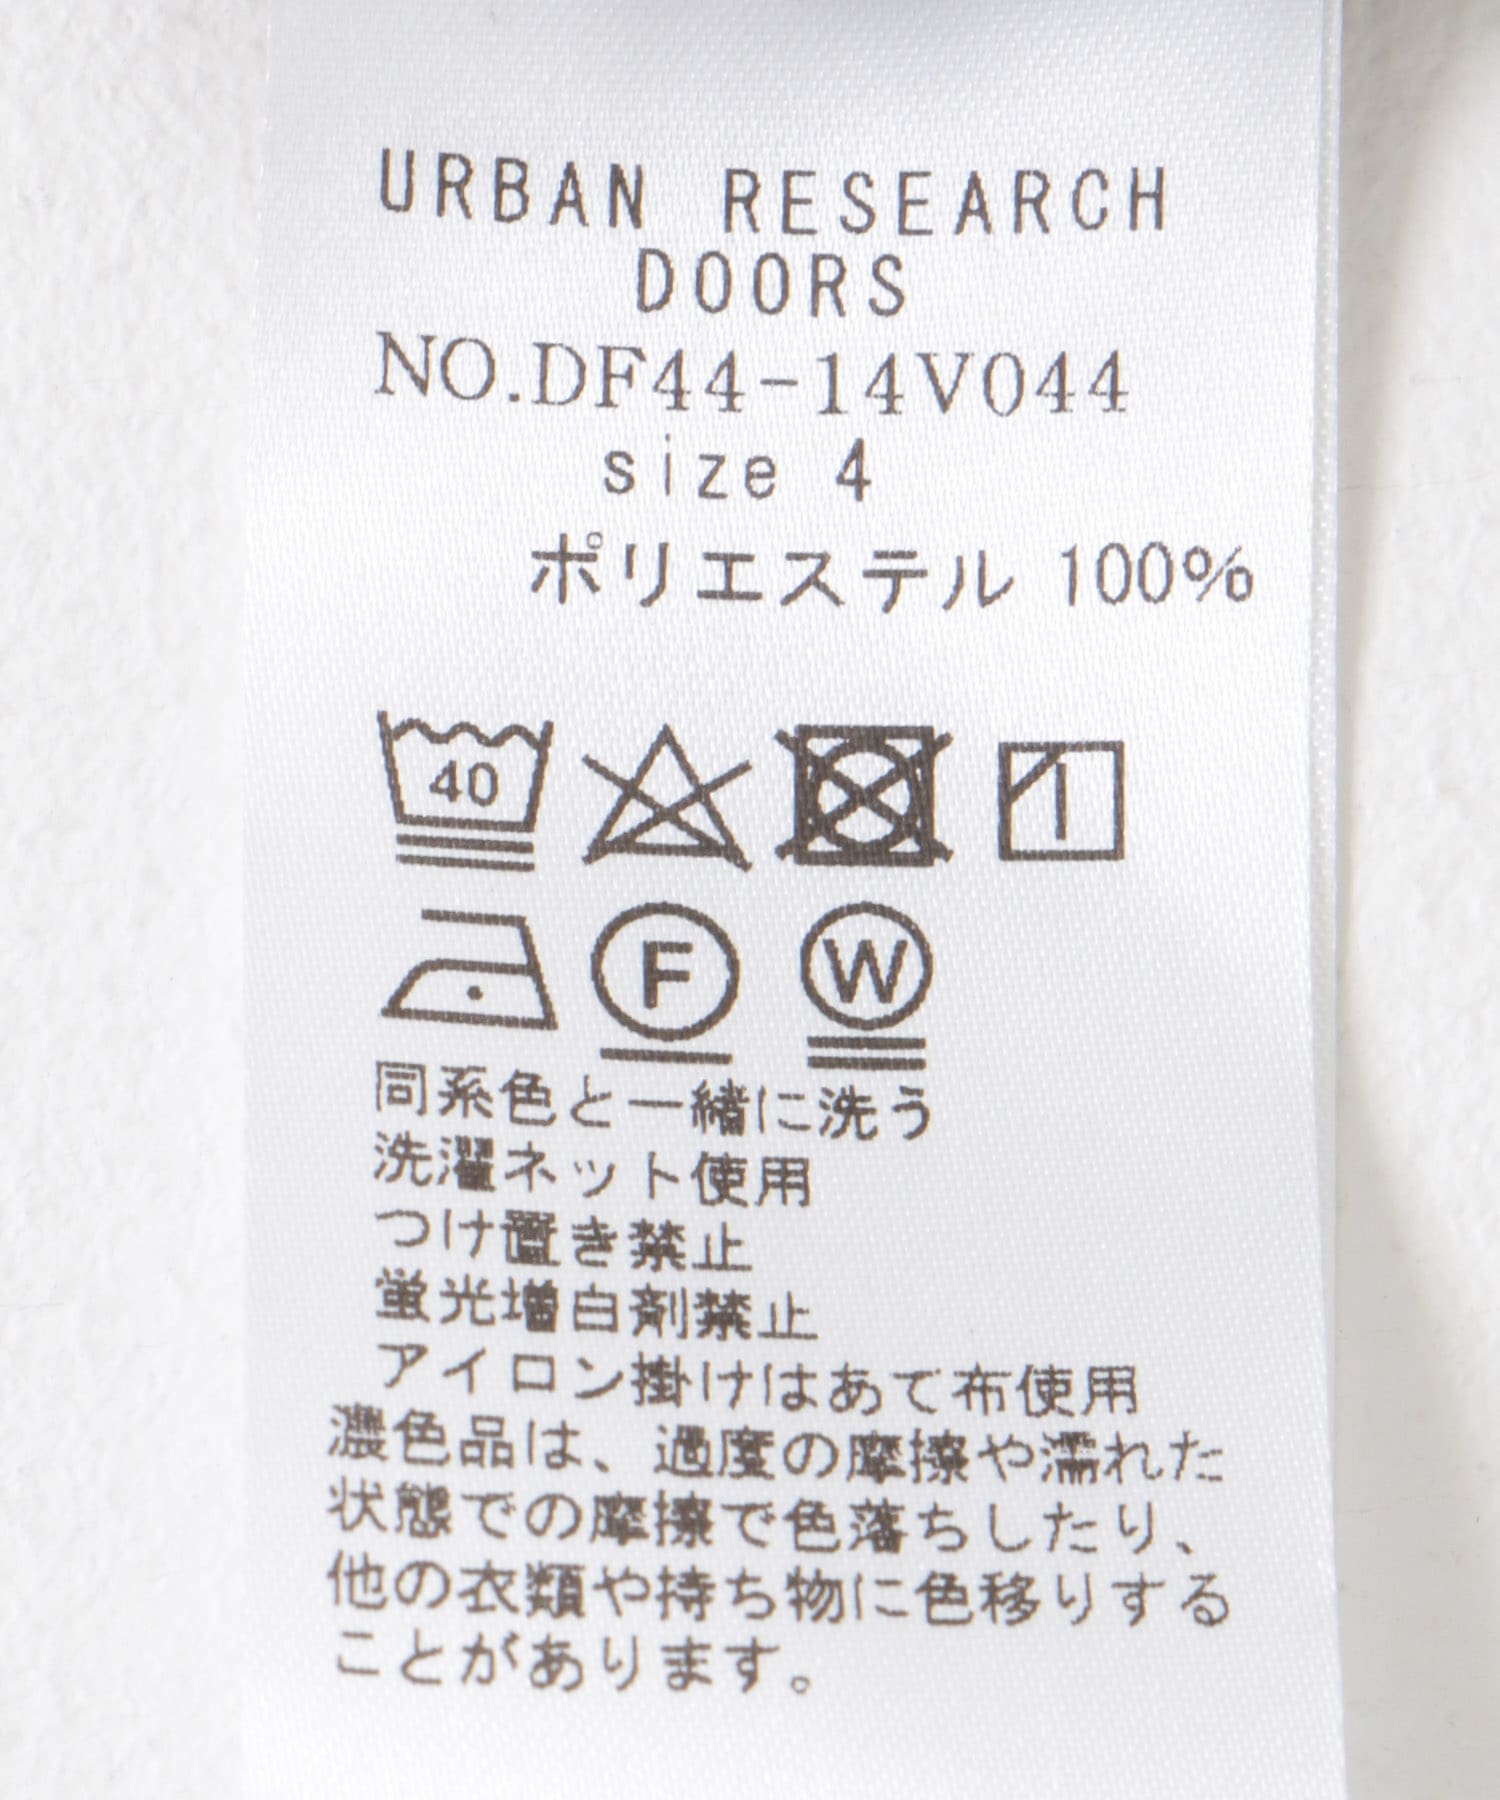 URBAN RESEARCH
DOORS
NO.DF44-14V044
size 4
ポリエステル 100%
40
F W
同系色と一緒に洗う
洗濯ネット使用
つけ置き禁止
蛍光増白剤禁止
アイロン掛けはあて布使用
濃色品は、過度の摩擦や濡れた
状態での摩擦で色落ちしたり、
他の衣類や持ち物に色移りする
ことがあります。